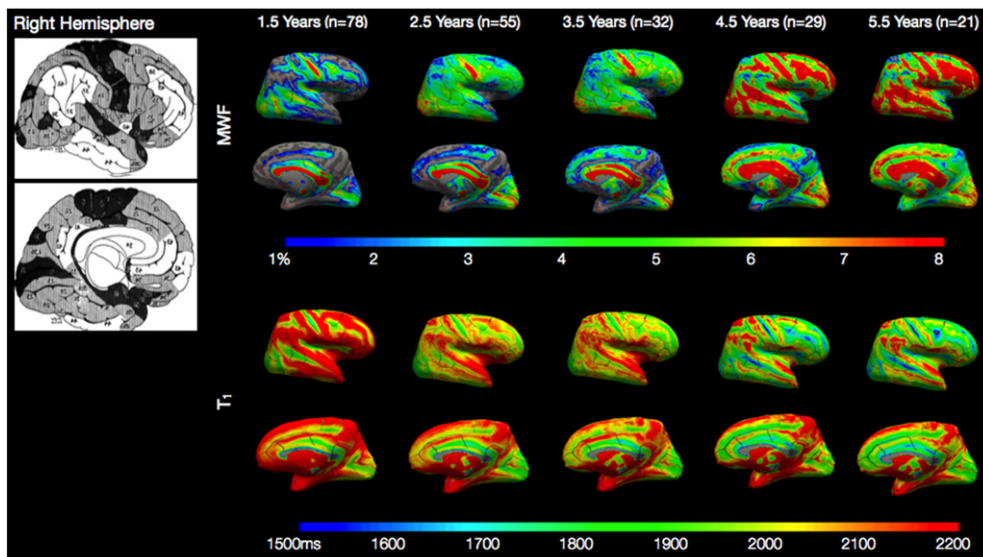 Right Hemisphere
1.5 Years (n=78)
2.5 Years (n=55)
3.5 Years (n=32)
4.5 Years (n=29)
5.5 Years (n=21)
MWF
1% 2 3 4 5 6 7 8
T1
1500ms 1600 1700 1800 1900 2000 2100 2200